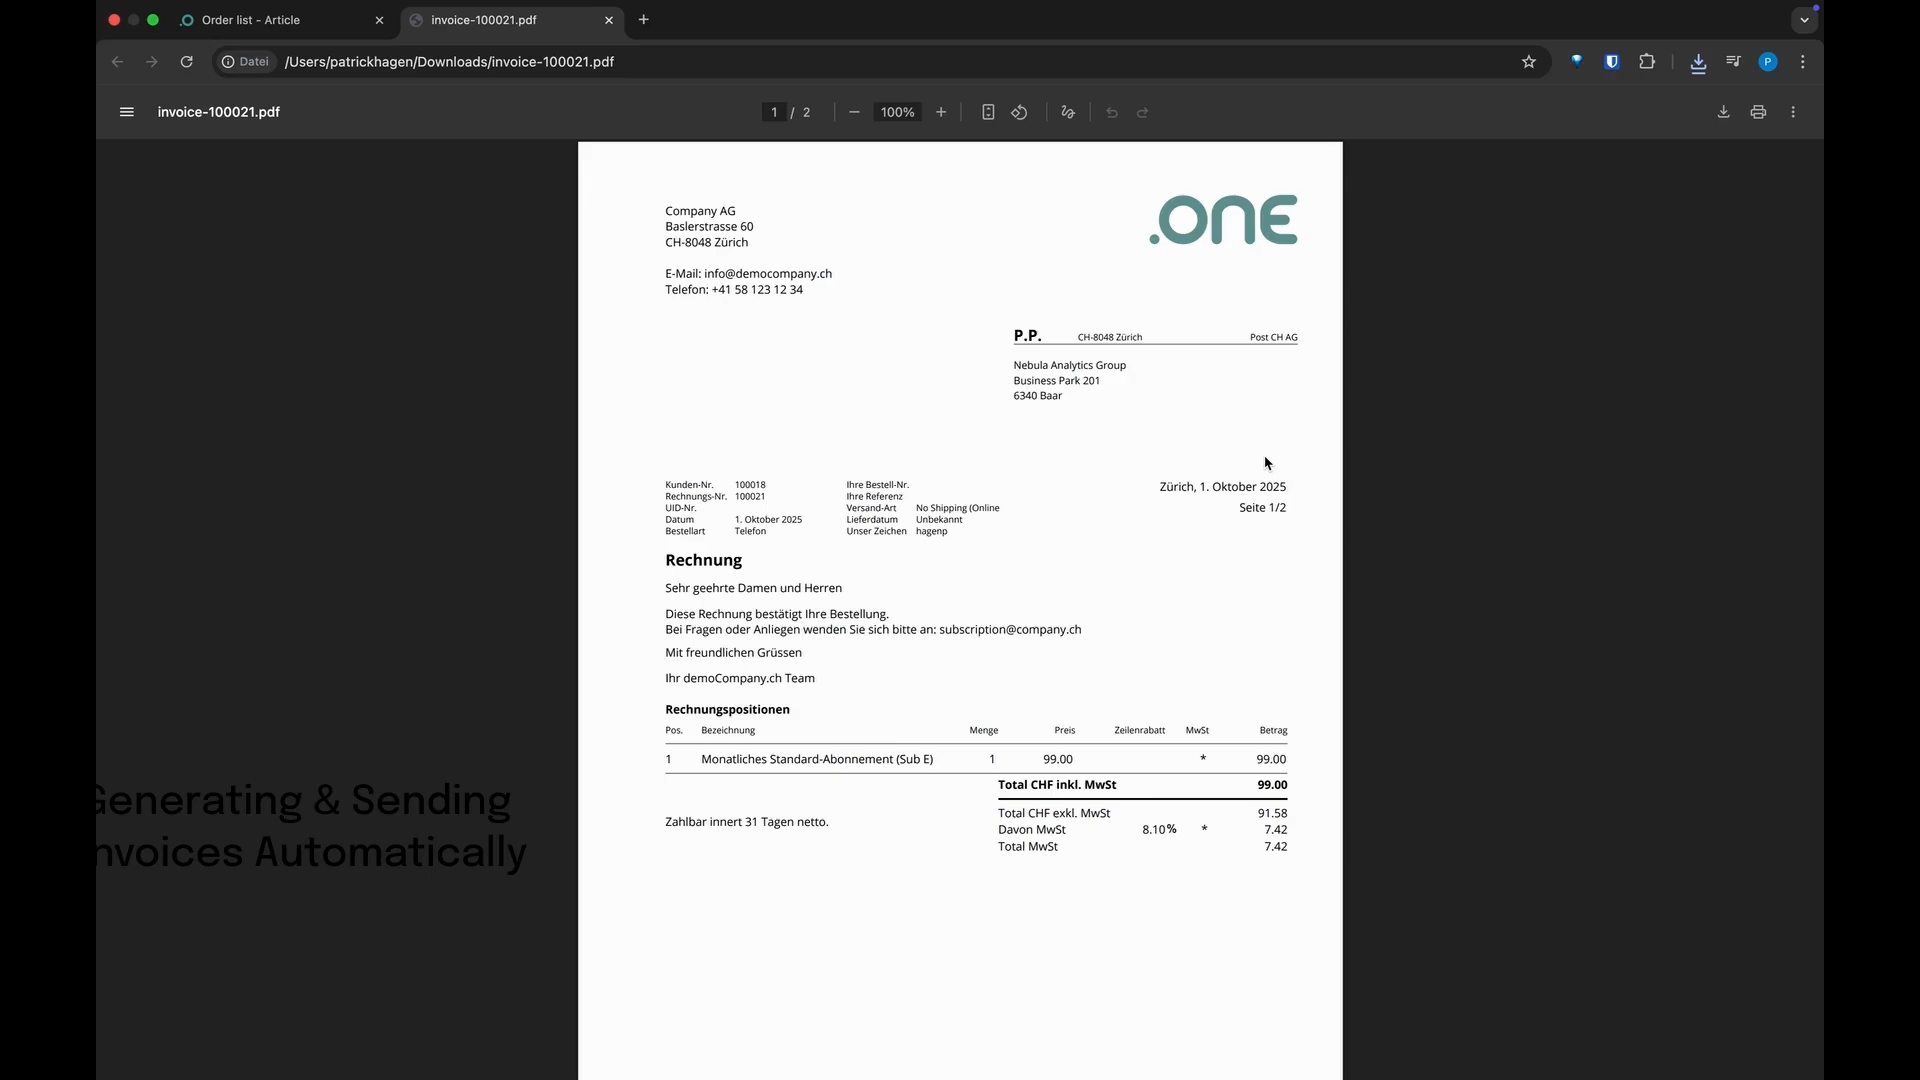 Order list - Article
invoice-100021.pdf
Datei
/Users/patrickhagen/Downloads/invoice-100021.pdf
P
invoice-100021.pdf
1 / 2
100%
Company AG
Baslerstrasse 60
CH-8048 Zürich
.ONE
E-Mail: info@democompany.ch
Telefon: +41 58 123 12 34
P.P. CH-8048 Zürich Post CH AG
Nebula Analytics Group
Business Park 201
6340 Baar
Kunden-Nr. 100018
Rechnungs-Nr. 100021
UID-Nr.
Datum 1. Oktober 2025
Bestellart Telefon
Ihre Bestell-Nr.
Ihre Referenz
Versand-Art No Shipping (Online
Lieferdatum Unbekannt
Unser Zeichen hagenp
Zürich, 1. Oktober 2025
Seite 1/2
Rechnung
Sehr geehrte Damen und Herren
Diese Rechnung bestätigt Ihre Bestellung.
Bei Fragen oder Anliegen wenden Sie sich bitte an: subscription@company.ch
Mit freundlichen Grüssen
Ihr demoCompany.ch Team
Rechnungspositionen
Pos. Bezeichnung Menge Preis Zeilenrabatt MwSt Betrag
1 Monatliches Standard-Abonnement (Sub E) 1 99.00 * 99.00
Total CHF inkl. MwSt 99.00
Zahlbar innert 31 Tagen netto.
Total CHF exkl. MwSt 91.58
Davon MwSt 8.10% * 7.42
Total MwSt 7.42
Generating & Sending
Invoices Automatically